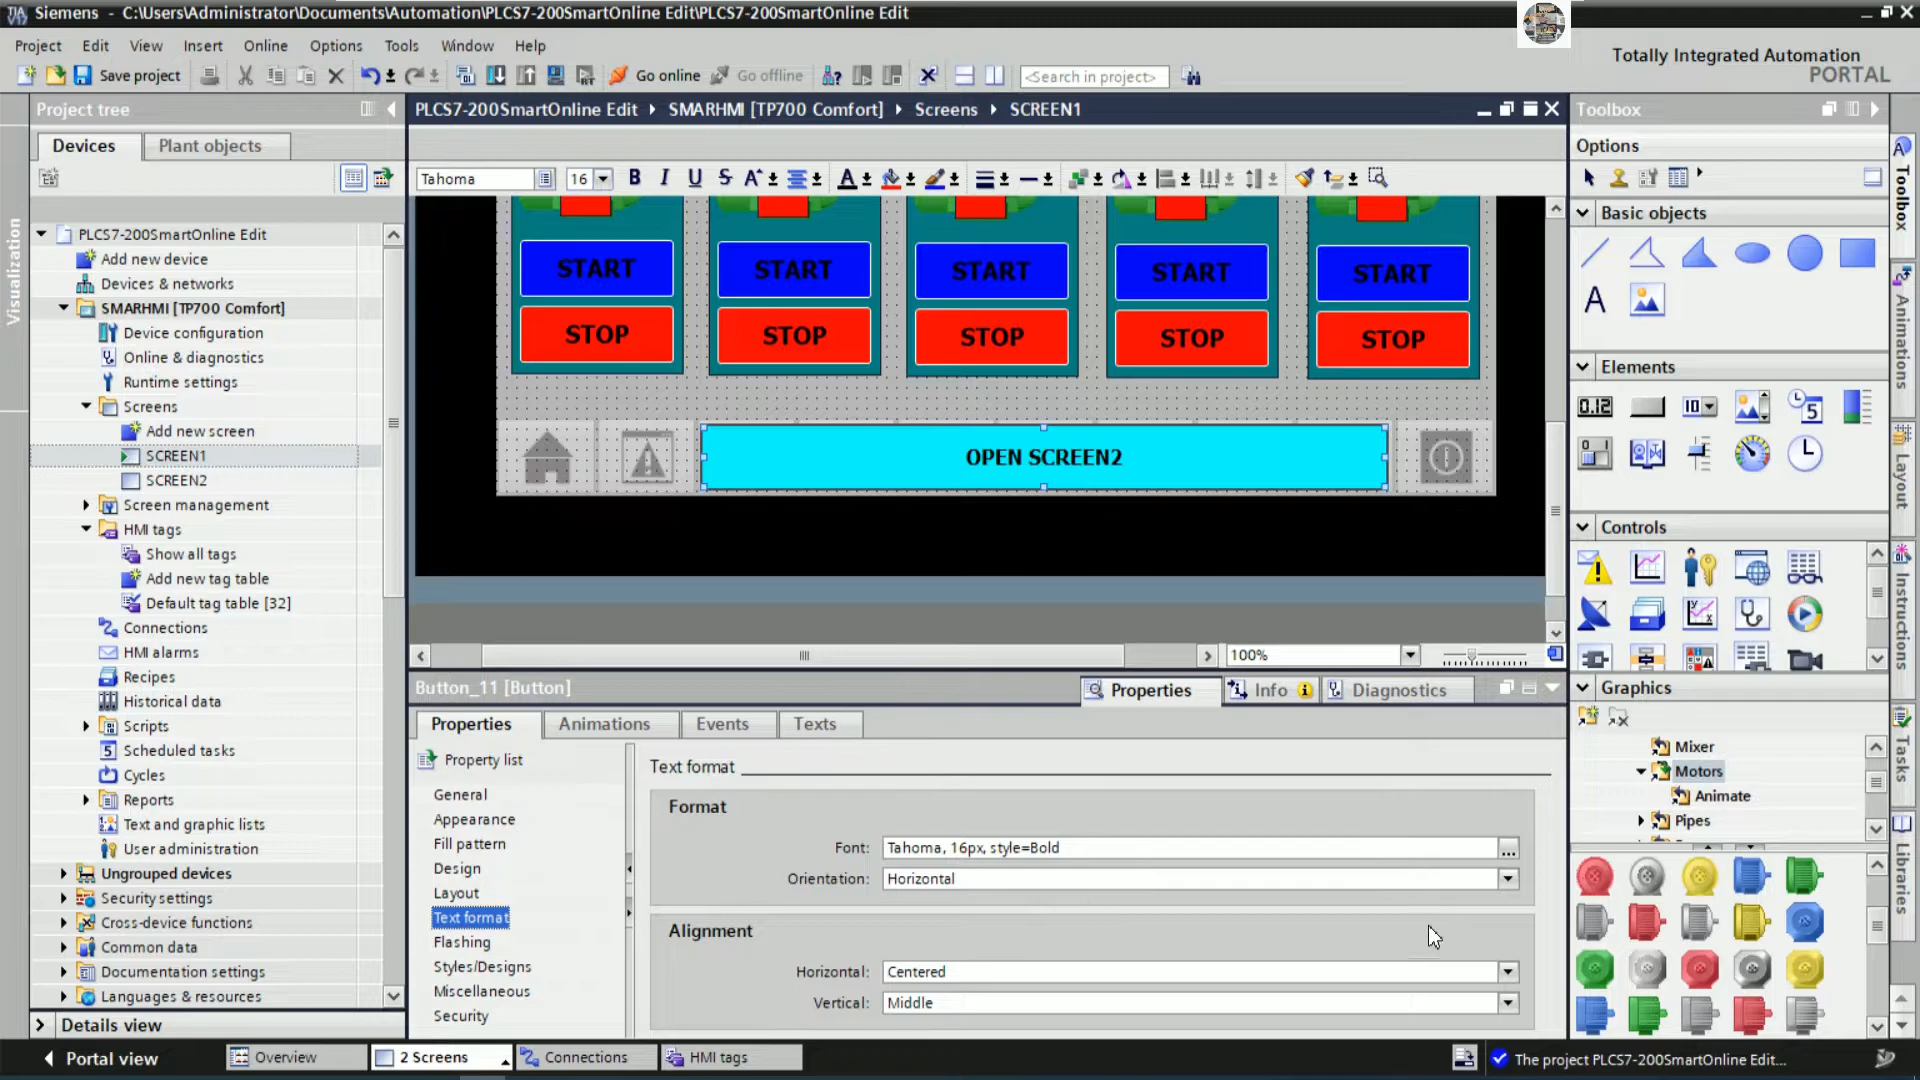 Siemens - C:\Users\Administrator\Documents\Automation\PLCS7-200SmartOnline Edit\PLCS7-200SmartOnline Edit
Project Edit View Insert Online Options Tools Window Help
Totally Integrated Automation
PORTAL
Save project
Go online
Go offline
<Search in project>
Project tree
PLCS7-200SmartOnline Edit SMARHMI [TP700 Comfort] Screens SCREEN1
Toolbox
Devices
Plant objects
Options
Tahoma
16
B I U S A A
Visualization
PLCS7-200SmartOnline Edit
Add new device
Devices & networks
SMARHMI [TP700 Comfort]
Device configuration
Online & diagnostics
Runtime settings
Screens
Add new screen
SCREEN1
SCREEN2
Screen management
HMI tags
Show all tags
Add new tag table
Default tag table [32]
Connections
HMI alarms
Recipes
Historical data
Scripts
Scheduled tasks
5
Cycles
Reports
Text and graphic lists
User administration
Ungrouped devices
Security settings
Cross-device functions
Common data
Documentation settings
Languages & resources
Details view
START START START START START
STOP STOP STOP STOP STOP
OPEN SCREEN2
100%
Button_11 [Button]
Properties
Info
Diagnostics
Properties
Animations
Events
Texts
Property list
General
Appearance
Fill pattern
Design
Layout
Text format
Flashing
Styles/Designs
Miscellaneous
Security
Text format
Format
Font: Tahoma, 16px, style=Bold
...
Orientation: Horizontal
Alignment
Horizontal: Centered
Vertical: Middle
Basic objects
A
Elements
0.12
10
5
Controls
Graphics
Mixer
Motors
Animate
Pipes
Toolbox
Animations
Layout
Instructions
Tasks
Libraries
Portal view
Overview
2 Screens
Connections
HMI tags
The project PLCS7-200SmartOnline Edit...